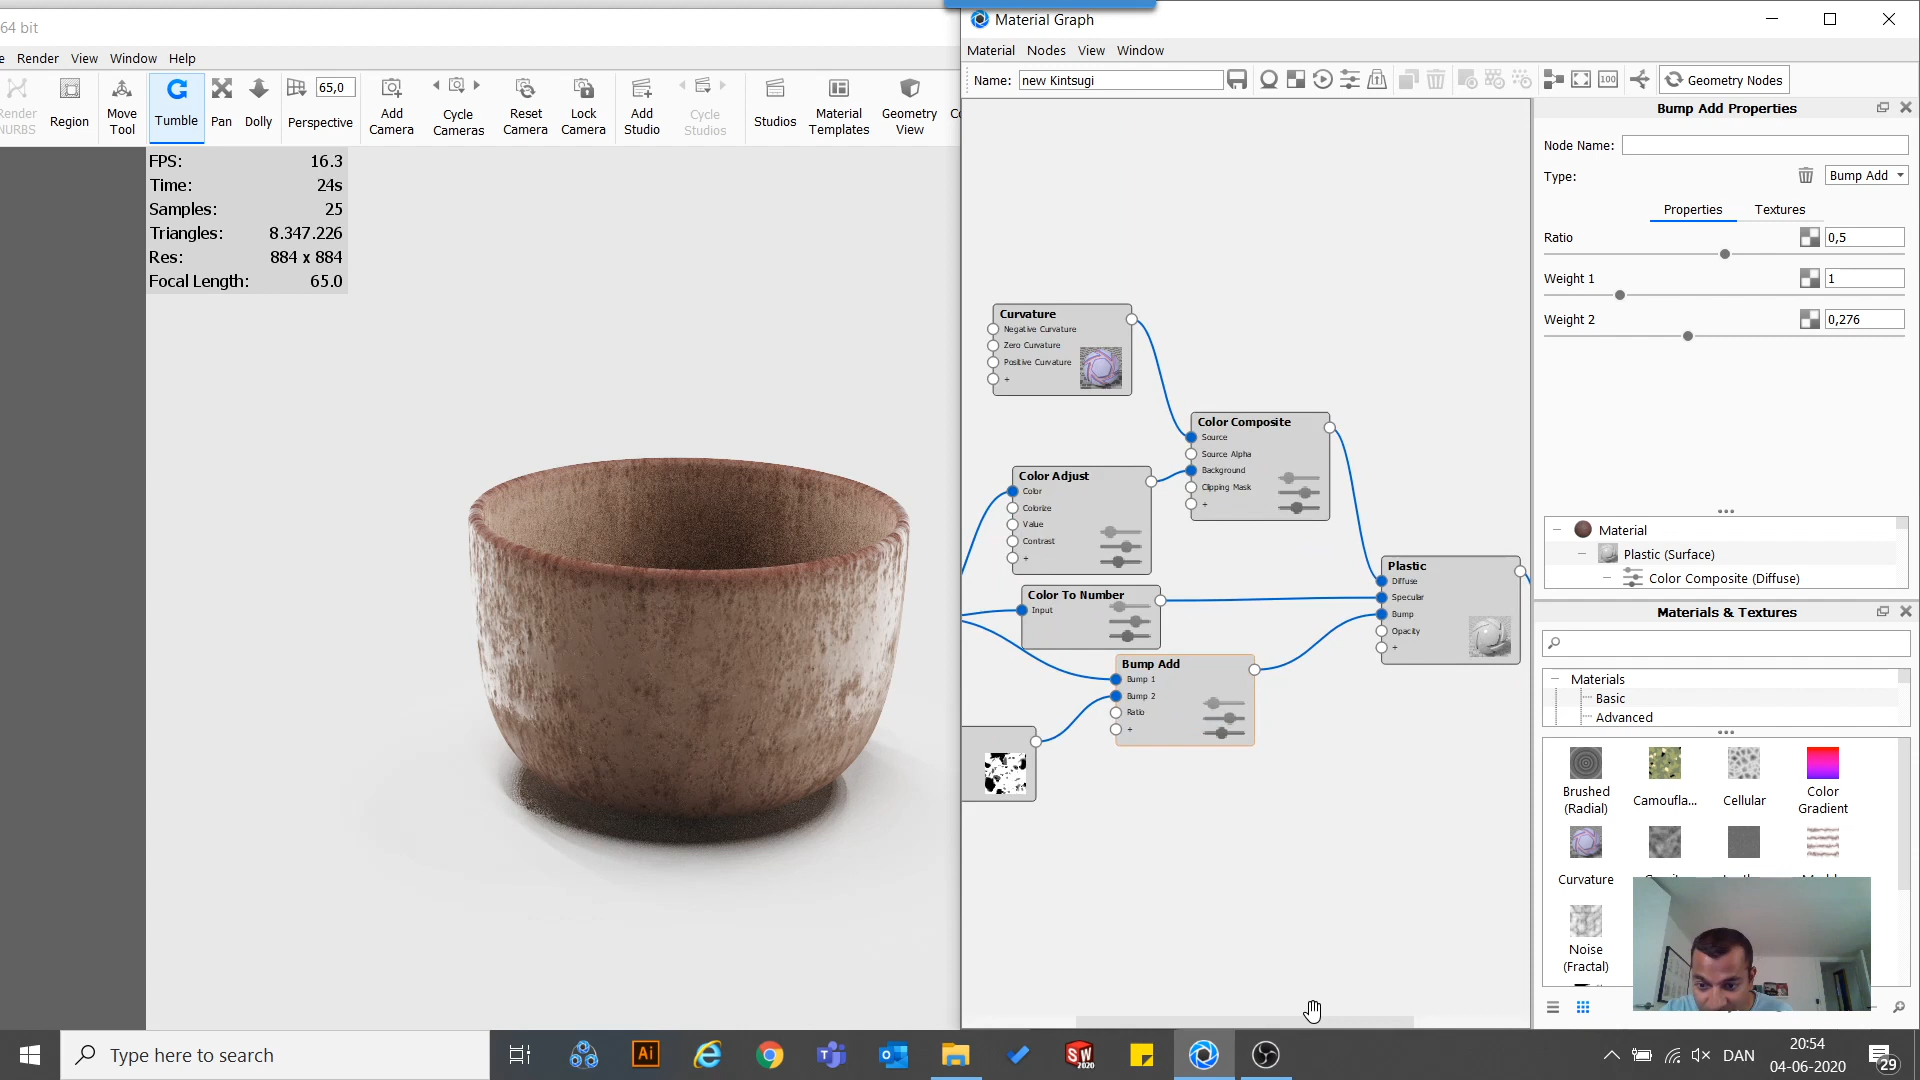 64 bit
Render View Window Help
Render NURBS
Region
Move Tool
Tumble
Pan
Dolly
65,0
Perspective
Add Camera
Cycle Cameras
Reset Camera
Lock Camera
Add Studio
Cycle Studios
Studios
Material Templates
Geometry View
FPS: 16.3
Time: 24s
Samples: 25
Triangles: 8.347.226
Res: 884 x 884
Focal Length: 65.0
Material Graph
Material Nodes View Window
Name: new Kintsugi
100
Geometry Nodes
Curvature
Negative Curvature
Zero Curvature
Positive Curvature
+
Color Composite
Source
Source Alpha
Background
Clipping Mask
+
Color Adjust
Color
Colorize
Value
Contrast
+
Color To Number
Input
Plastic
Diffuse
Specular
Bump
Opacity
+
Bump Add
Bump 1
Bump 2
Ratio
+
Bump Add Properties
Node Name:
Type: Bump Add
Properties Textures
Ratio 0,5
Weight 1 1
Weight 2 0,276
Material
Plastic (Surface)
Color Composite (Diffuse)
Materials & Textures
Materials
Basic
Advanced
Brushed (Radial)
Camoufla...
Cellular
Color Gradient
Curvature
Noise (Fractal)
Type here to search
Ai
SW 2020
DAN
20:54
04-06-2020
29